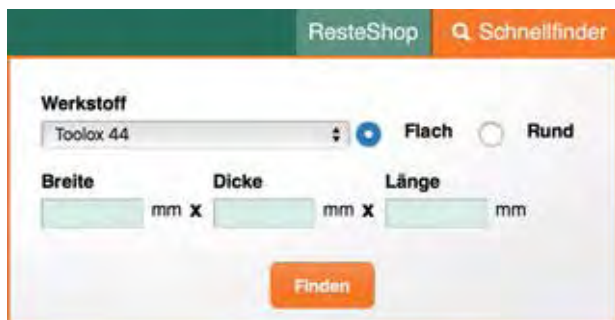 ResteShop Schnellfinder
Werkstoff
Toolox 44 Flach Rund
Breite Dicke Länge
mm x mm x mm
Finden